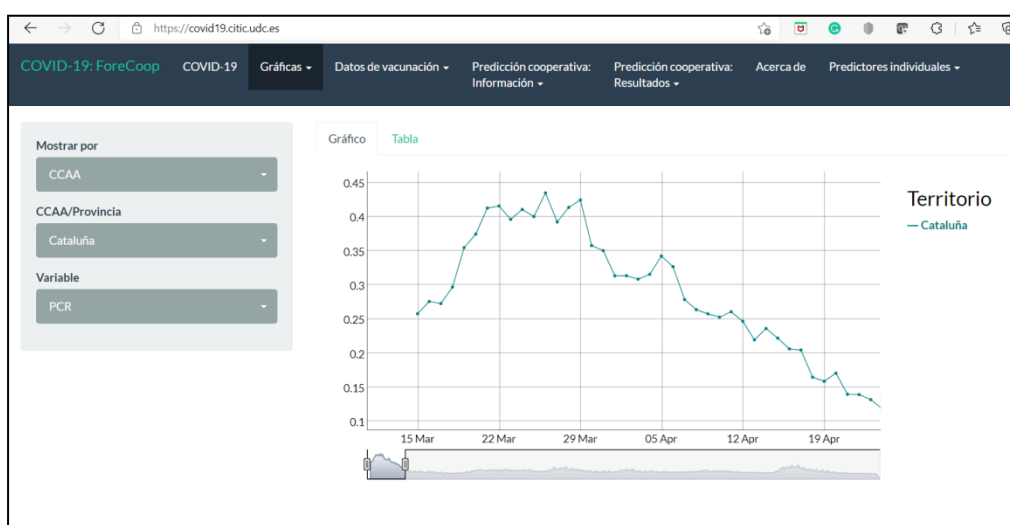 https://covid19.citic.udc.es
COVID-19: ForeCoop COVID-19 Gráficas Datos de vacunación Predicción cooperativa: Información Predicción cooperativa: Resultados Acerca de Predictores individuales
Mostrar por
CCAA
CCAA/Provincia
Cataluña
Variable
PCR
Gráfico Tabla
0.45
0.4
0.35
0.3
0.25
0.2
0.15
0.1
15 Mar 22 Mar 29 Mar 05 Apr 12 Apr 19 Apr
Territorio
Cataluña